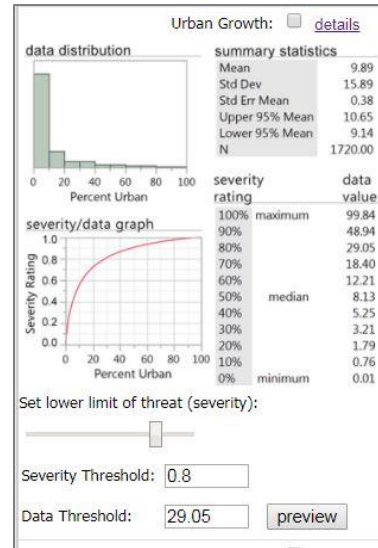 Urban Growth: details
data distribution
0 20 40 60 80 100
Percent Urban
summary statistics
Mean 9.89
Std Dev 15.89
Std Err Mean 0.38
Upper 95% Mean 10.65
Lower 95% Mean 9.14
N 1720.00
severity/data graph
1.0
0.8
0.6
0.4
0.2
0.0
Severity Rating
0 20 40 60 80 100
Percent Urban
severity data
rating value
100% maximum 99.84
90% 48.94
80% 29.05
70% 18.40
60% 12.21
50% median 8.13
40% 5.25
30% 3.21
20% 1.79
10% 0.76
0% minimum 0.01
Set lower limit of threat (severity):
Severity Threshold: 0.8
Data Threshold: 29.05 preview